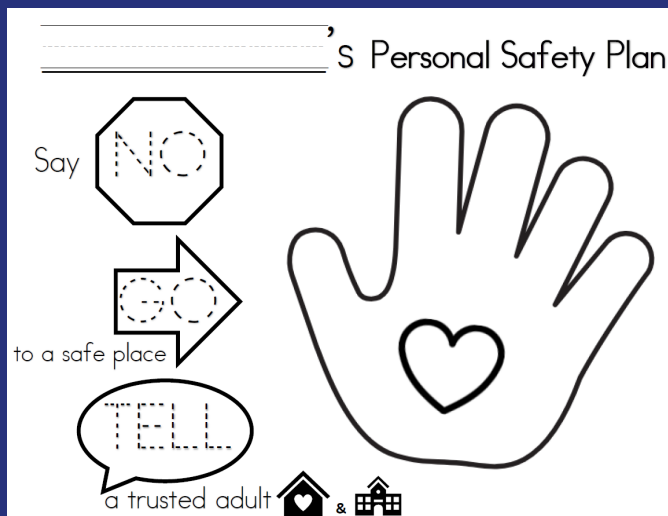 's Personal Safety Plan
Say NO
GO
to a safe place
TELL
a trusted adult &